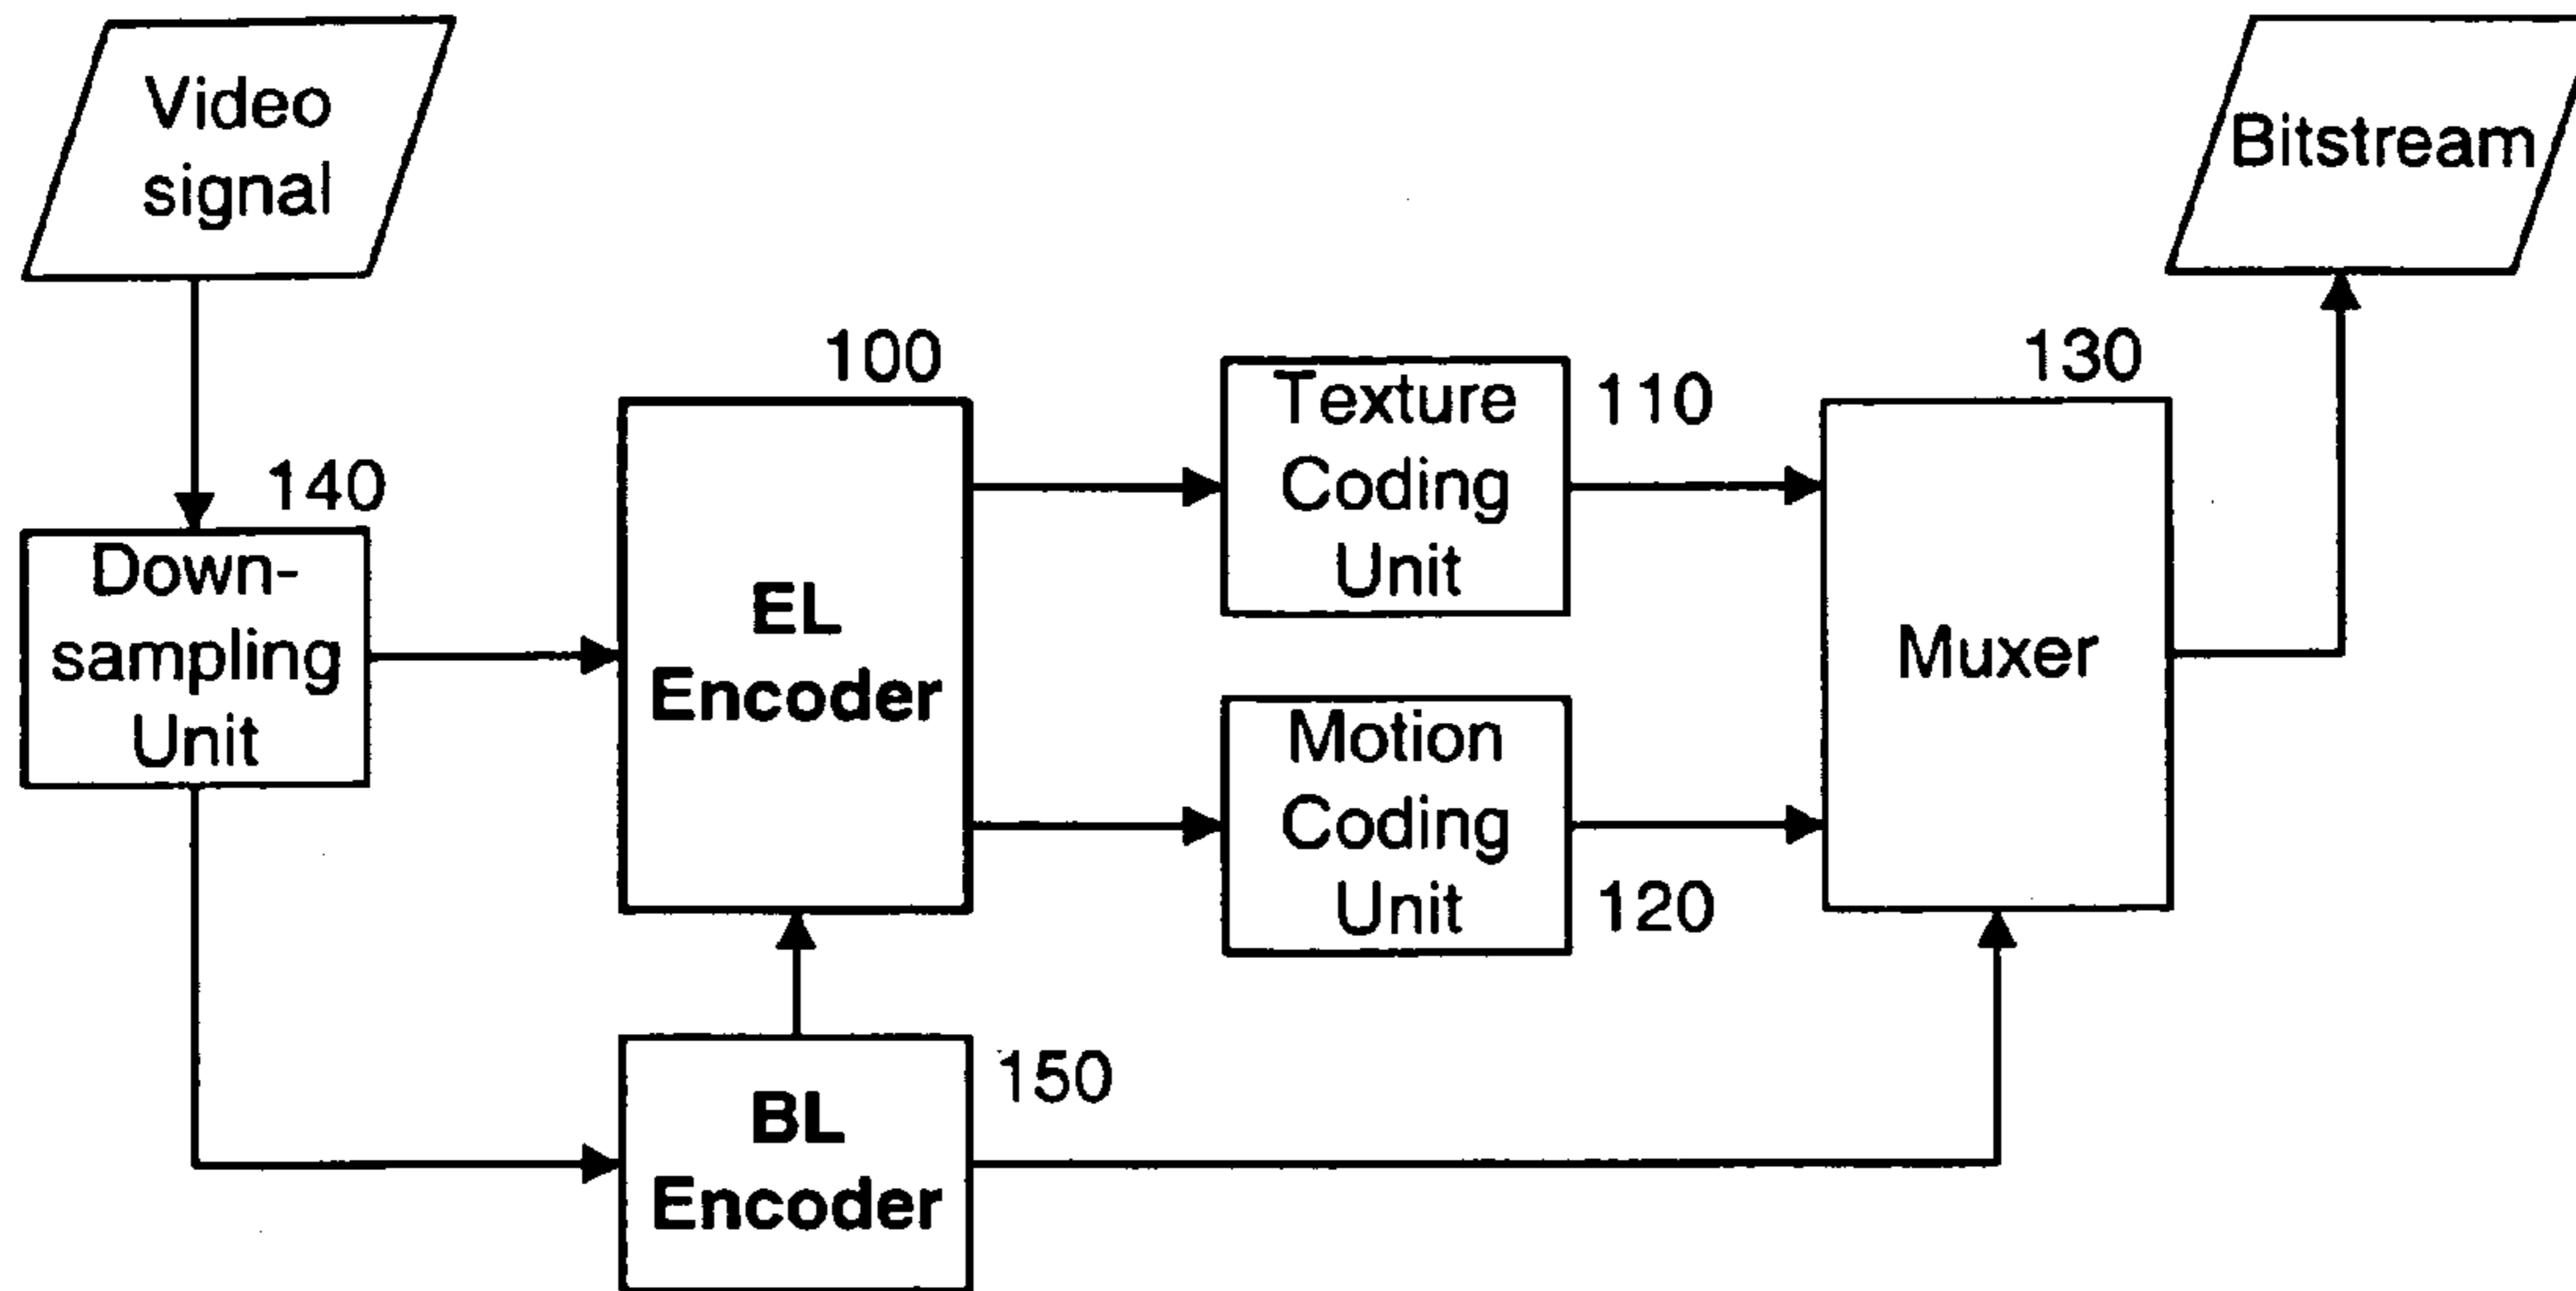 Video
signal
Bitstream
100
130
140
Texture
Coding
Unit
110
Down-
sampling
Unit
EL
Encoder
Muxer
Motion
Coding
Unit
120
150
BL
Encoder